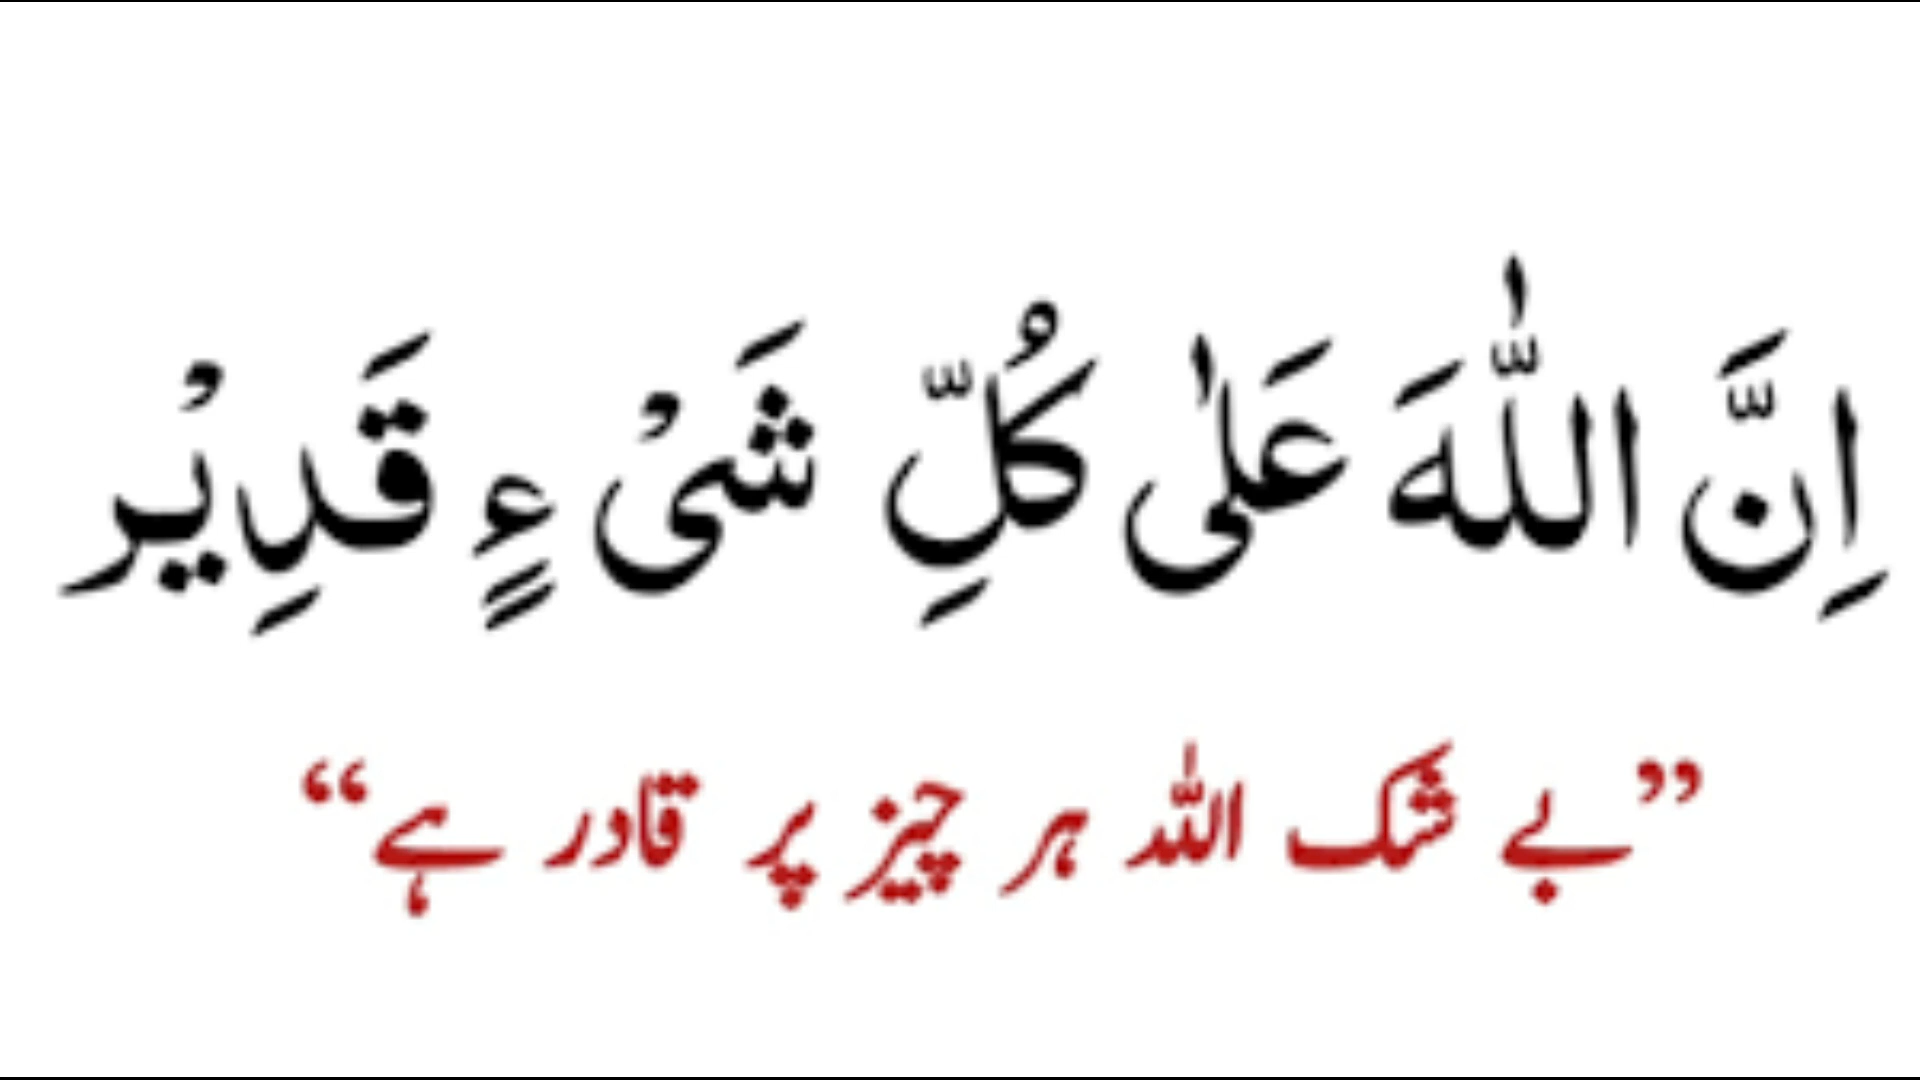 اِنَّ اللّٰهَ عَلٰى كُلِّ شَىْءٍ قَدِيْر
”بے شک اللہ ہر چیز پر قادر ہے“